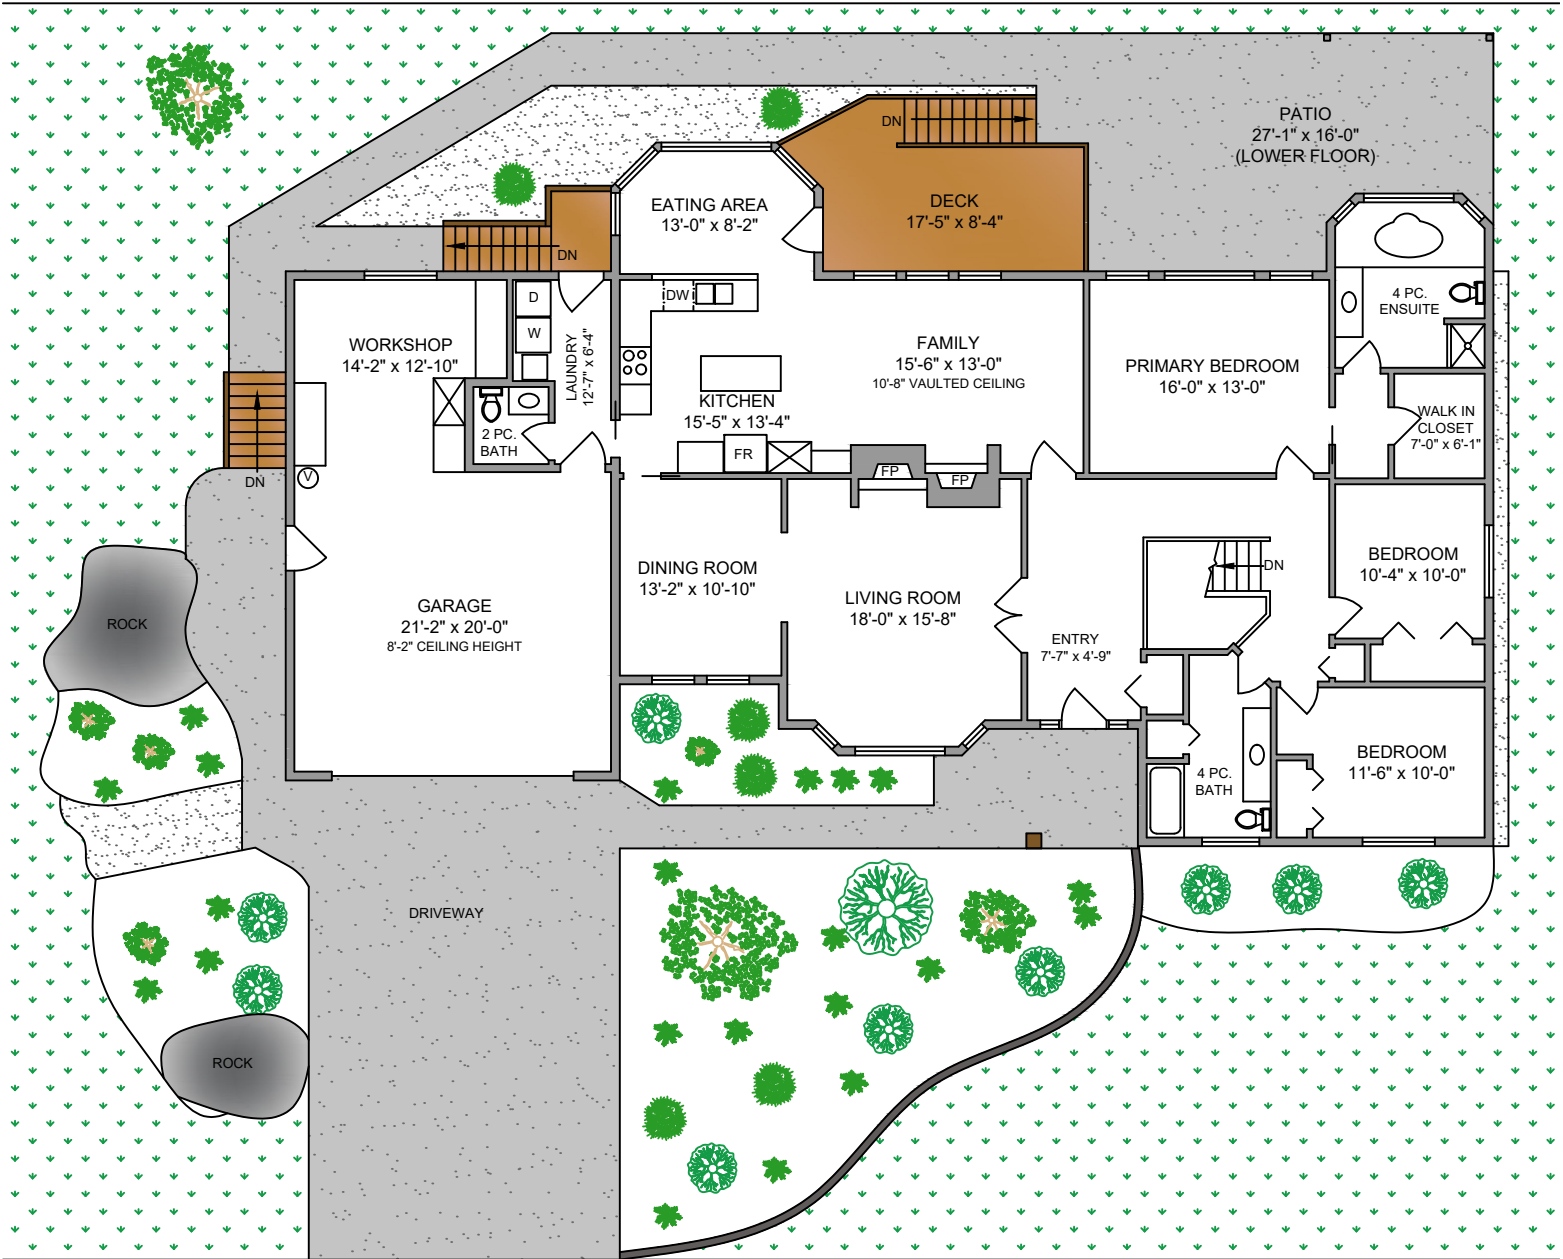 PATIO
27'-1" x 16'-0"
(LOWER FLOOR)
DN
EATING AREA
13'-0" x 8'-2"
DECK
17'-5" x 8'-4"
DN
4 PC.
ENSUITE
D
W
DW
WORKSHOP
14'-2" x 12'-10"
LAUNDRY
12'-7" x 6'-4"
FAMILY
15'-6" x 13'-0"
10'-8" VAULTED CEILING
PRIMARY BEDROOM
16'-0" x 13'-0"
KITCHEN
15'-5" x 13'-4"
WALK IN
CLOSET
7'-0" x 6'-1"
2 PC.
BATH
FR
FP
FP
DN
V
DINING ROOM
13'-2" x 10'-10"
LIVING ROOM
18'-0" x 15'-8"
DN
BEDROOM
10'-4" x 10'-0"
GARAGE
21'-2" x 20'-0"
8'-2" CEILING HEIGHT
ROCK
ENTRY
7'-7" x 4'-9"
4 PC.
BATH
BEDROOM
11'-6" x 10'-0"
DRIVEWAY
ROCK